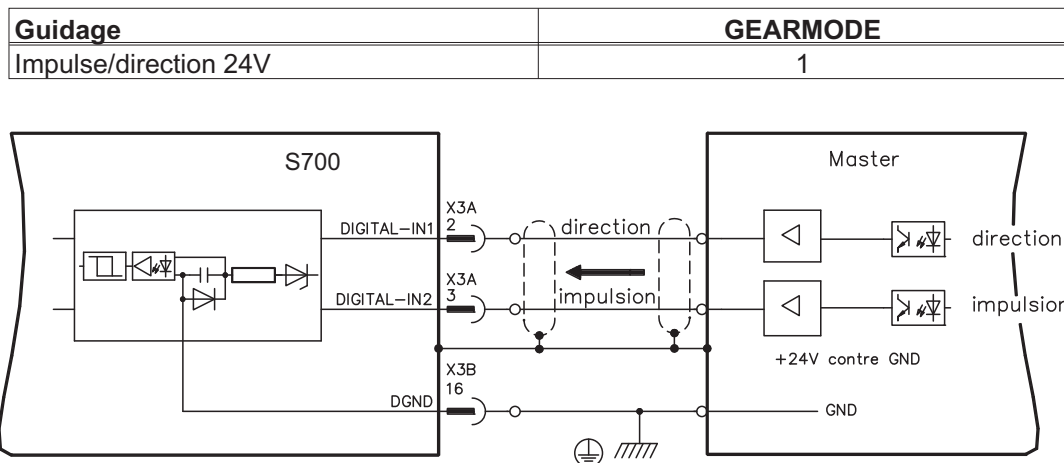 Guidage GEARMODE
Impulse/direction 24V 1
S700 Master
X3A
DIGITAL-IN1 2 direction direction
X3A
DIGITAL-IN2 3 impulsion impulsion
+24V contre GND
X3B
16
DGND GND